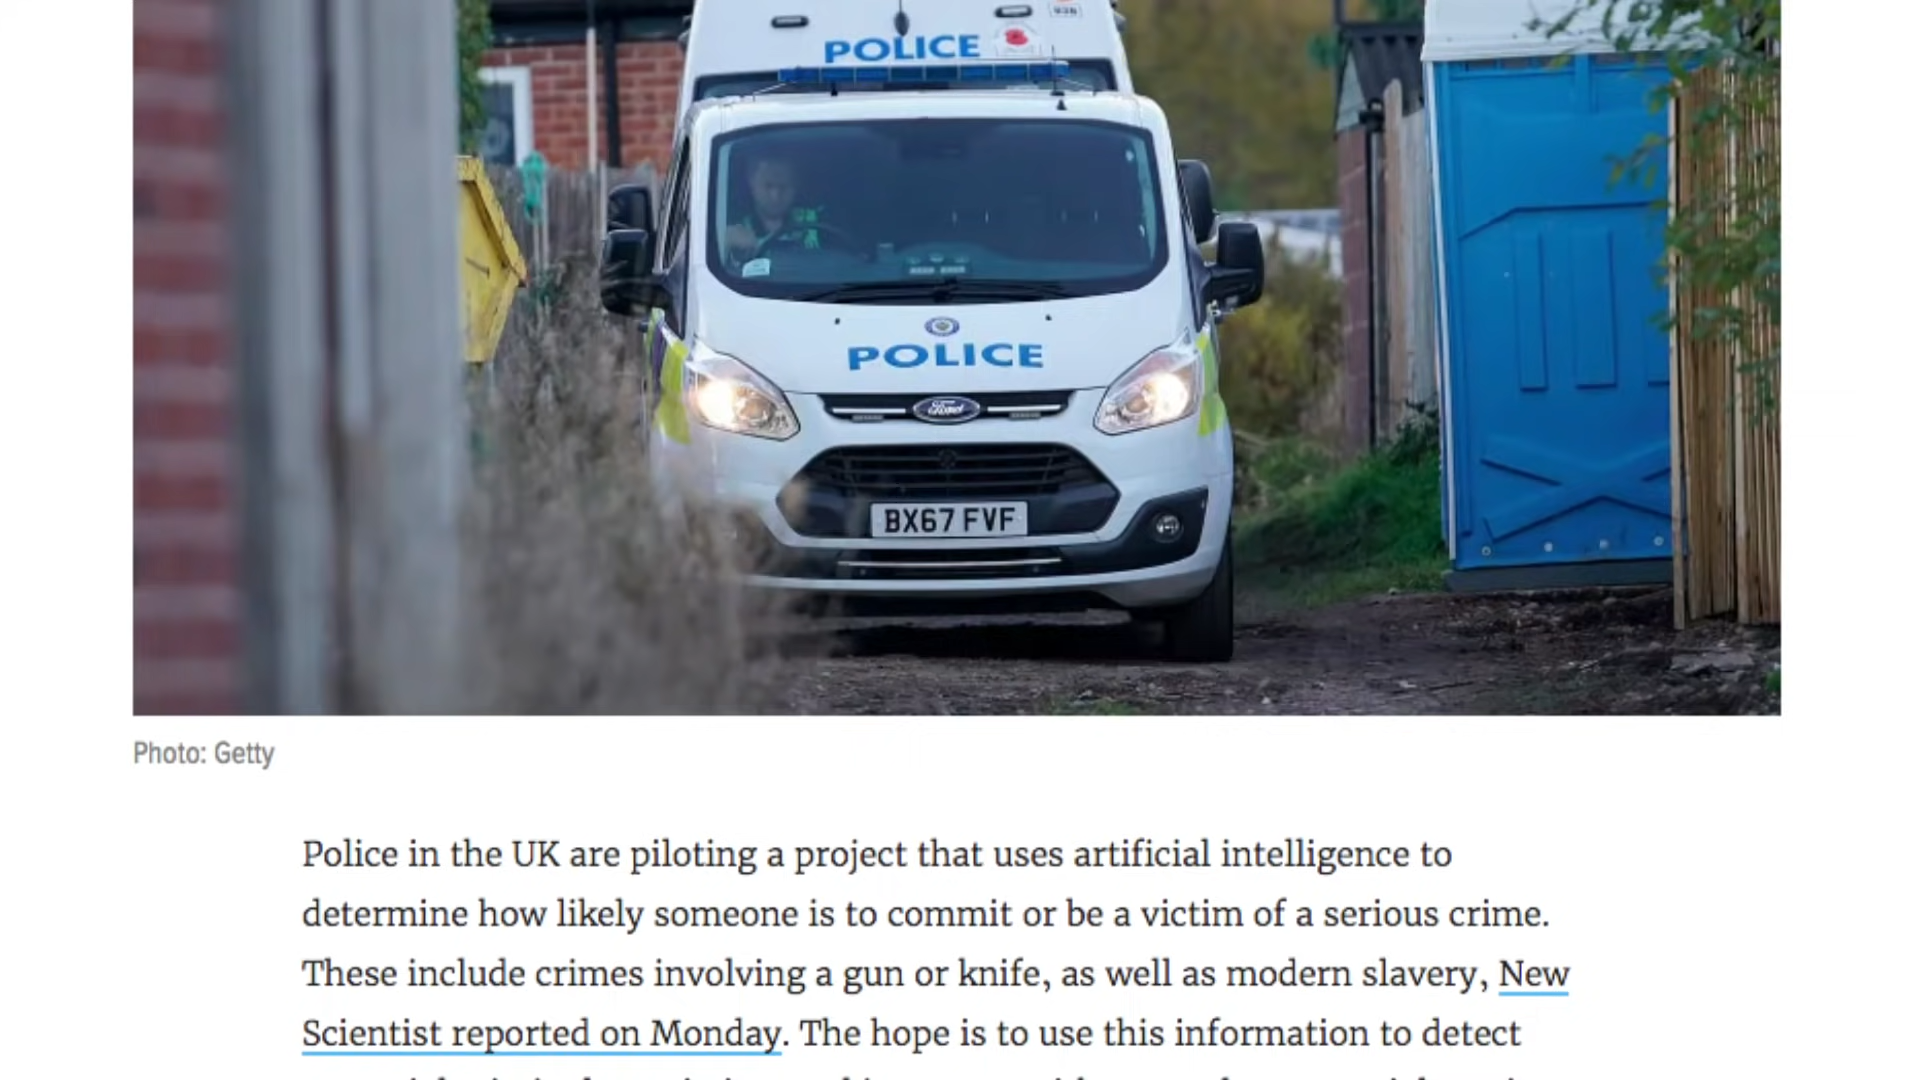 POLICE
POLICE
Ford
BX67 FVF
Photo: Getty
Police in the UK are piloting a project that uses artificial intelligence to
determine how likely someone is to commit or be a victim of a serious crime.
These include crimes involving a gun or knife, as well as modern slavery, New
Scientist reported on Monday. The hope is to use this information to detect